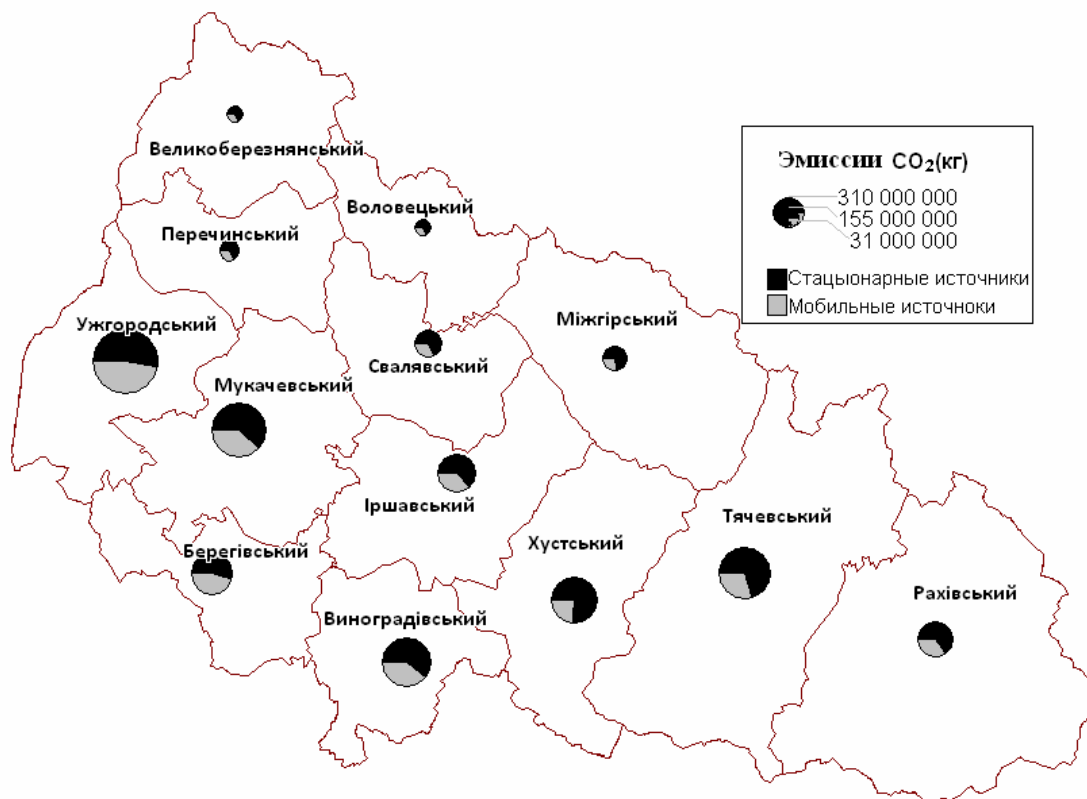 Великоберезнянський
Воловецький
Перечинський
Ужгородський
Мукачевський
Свалявський
Міжгірський
Іршавський
Берегівський
Виноградівський
Хустський
Тячевський
Рахівський
Эмиссии CO₂(кг)
310 000 000
155 000 000
31 000 000
Стацыонарные источники
Мобильные источноки